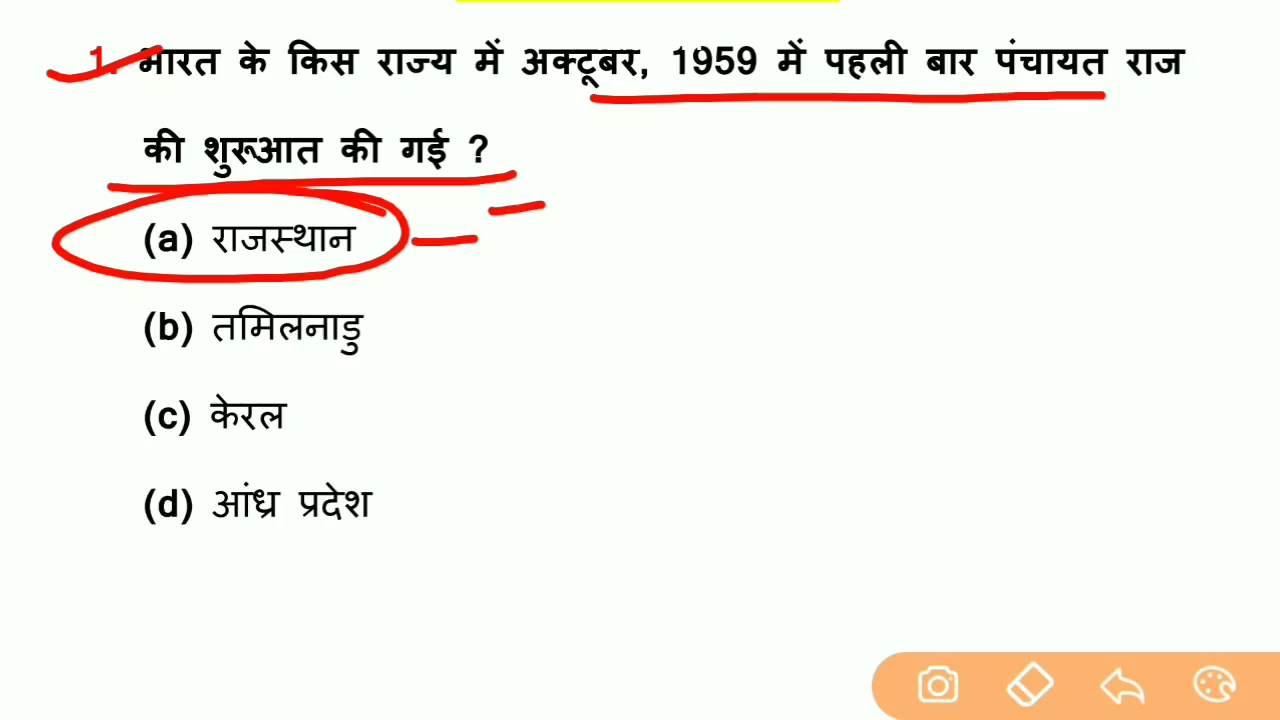 1. भारत के किस राज्य में अक्टूबर, 1959 में पहली बार पंचायत राज
की शुरूआत की गई ?
(a) राजस्थान
(b) तमिलनाडु
(c) केरल
(d) आंध्र प्रदेश